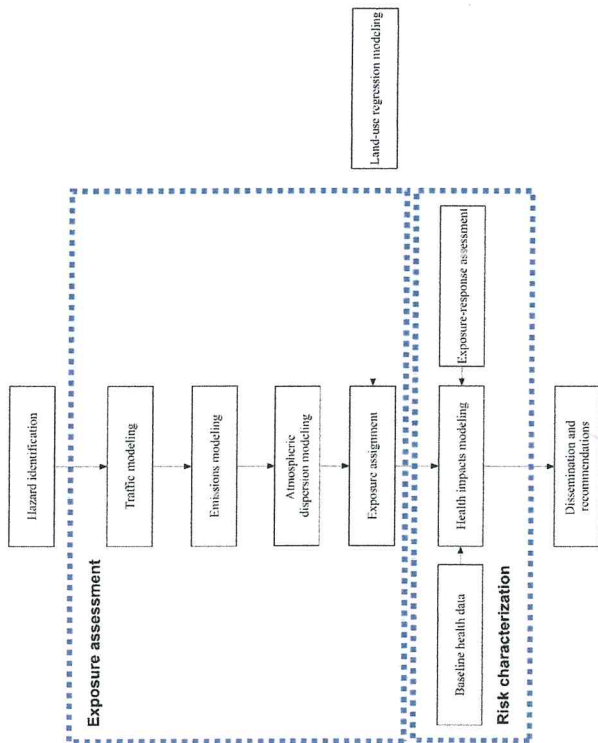 Hazard identification
Exposure assessment
Traffic modeling
Emissions modeling
Atmospheric
dispersion modeling
Exposure assignment
Land-use regression modeling
Baseline health data
Health impacts modeling
Exposure-response assessment
Risk characterization
Dissemination and
recommendations